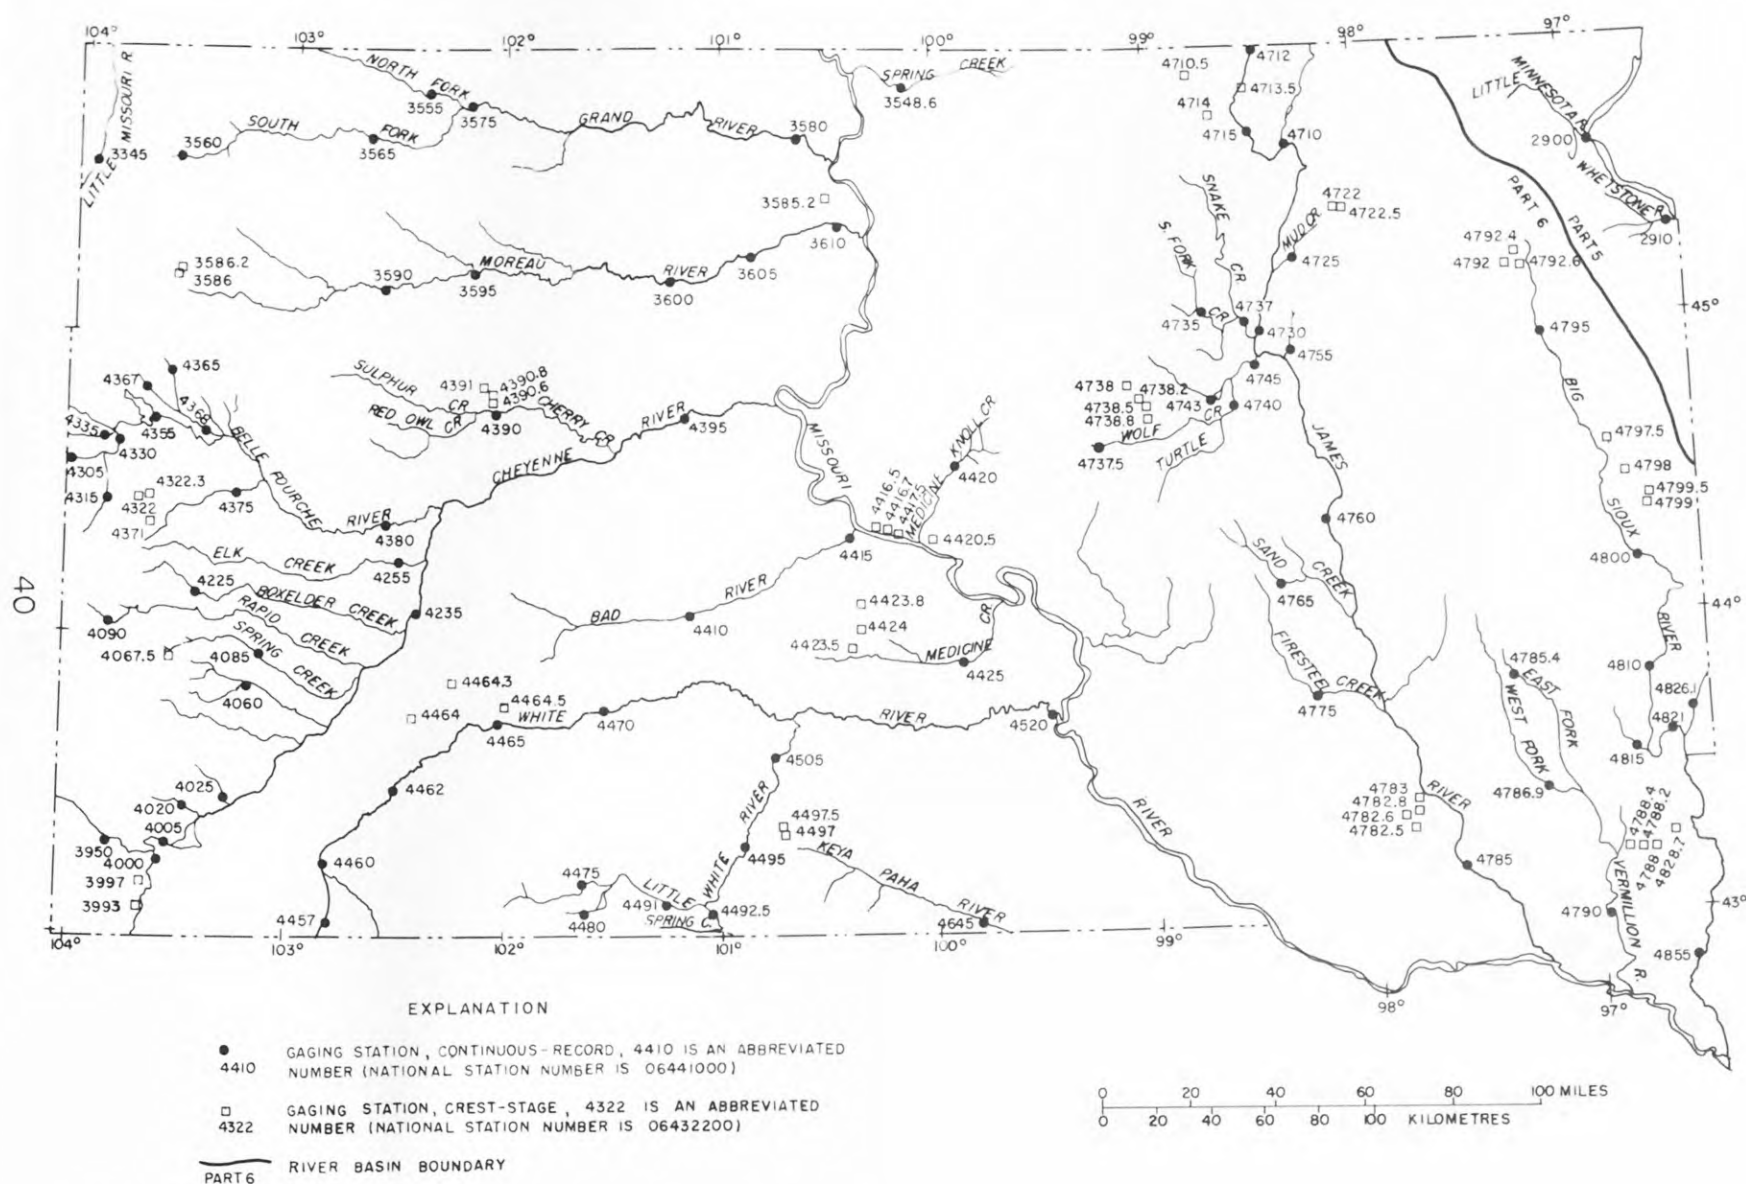 104°
103°
102°
101°
100°
99°
98°
97°
LITTLE MISSOURI R.
3345
NORTH FORK
3555
3575
SOUTH FORK
3560
3565
GRAND RIVER
3580
SPRING CREEK
3548.6
4710.5
4712
4713.5
4714
4715
4710
LITTLE MINNESOTA R.
2900
WHETSTONE R.
2910
PART 6
PART 5
3585.2
3610
3586.2
3586
3590
MOREAU RIVER
3595
3600
3605
SNAKE CR.
S. FORK CR
MUD CR
4722
4722.5
4725
4735
4737
4730
4755
4745
4792.4
4792
4792.6
45°
4795
BIG SIOUX RIVER
4797.5
4798
4799.5
4799
4800
4365
4367
4368
4355
4335
4330
4305
4315
4322.3
4322
4371
4375
BELLE FOURCHE RIVER
4380
SULPHUR CR
RED OWL CR
4391
4390.8
4390.6
4390
CHERRY CR
CHEYENNE RIVER
4395
MISSOURI
KNOLL CR.
MEDICINE
4420
4416.5
4416.7
4417.5
4420.5
4415
4738
4738.2
4738.5
4738.8
4743
4740
WOLF CR
4737.5
TURTLE
JAMES
4760
SAND CREEK
4765
ELK CREEK
4255
4225
BOXELDER CREEK
4235
RAPID CREEK
4090
4067.5
4085
SPRING CREEK
4060
BAD RIVER
4410
4423.8
4424
4423.5
MEDICINE CR.
4425
FIRESTEEL CREEK
4775
44°
4785.4
EAST FORK
WEST FORK
4786.9
4810
4826.1
4821
4815
4464.3
4464
4464.5
4465
WHITE RIVER
4470
4520
4025
4020
4005
3950
4000
3997
3993
4462
4460
4457
4505
4497.5
4497
4495
LITTLE WHITE RIVER
4475
4491
4480
SPRING C.
4492.5
KEYA PAHA RIVER
4645
RIVER
4783
4782.8
4782.6
4782.5
RIVER
4785
4788.4
4788.2
4788
4828.7
4790
VERMILLION R.
43°
4855
104°
103°
102°
101°
100°
99°
98°
97°
40
EXPLANATION
GAGING STATION, CONTINUOUS-RECORD, 4410 IS AN ABBREVIATED
4410 NUMBER (NATIONAL STATION NUMBER IS 06441000)
GAGING STATION, CREST-STAGE, 4322 IS AN ABBREVIATED
4322 NUMBER (NATIONAL STATION NUMBER IS 06432200)
RIVER BASIN BOUNDARY
PART 6
0 20 40 60 80 100 MILES
0 20 40 60 80 100 KILOMETRES